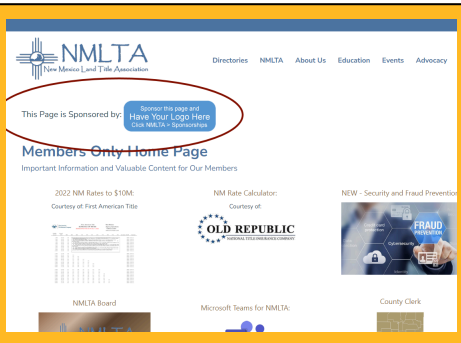 NMLTA
New Mexico Land Title Association
Directories NMLTA About Us Education Events Advocacy
This Page is Sponsored by:
Sponsor this page and
Have Your Logo Here
Click NMLTA > Sponsorships
Members Only Home Page
Important Information and Valuable Content for Our Members
2022 NM Rates to $10M: NM Rate Calculator: NEW - Security and Fraud Prevention
Courtesy of: First American Title Courtesy of:
OLD REPUBLIC
NATIONAL TITLE INSURANCE COMPANY
FRAUD
PREVENTION
Cybersecurity
NMLTA Board Microsoft Teams for NMLTA: County Clerk